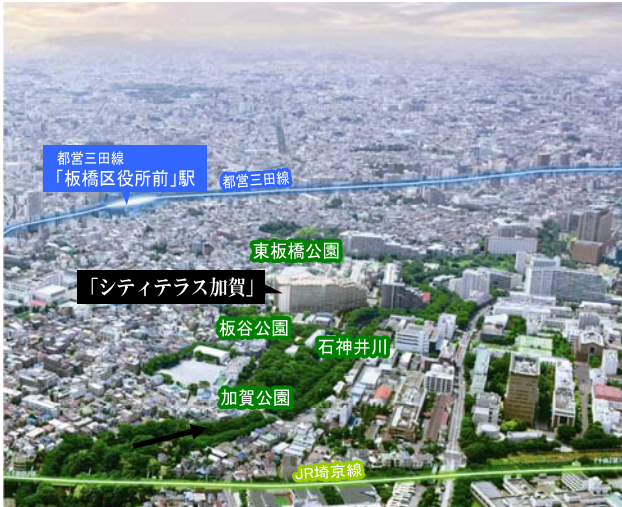 都営三田線
「板橋区役所前」駅
都営三田線
東板橋公園
「シティテラス加賀」
板谷公園
石神井川
加賀公園
JR埼京線